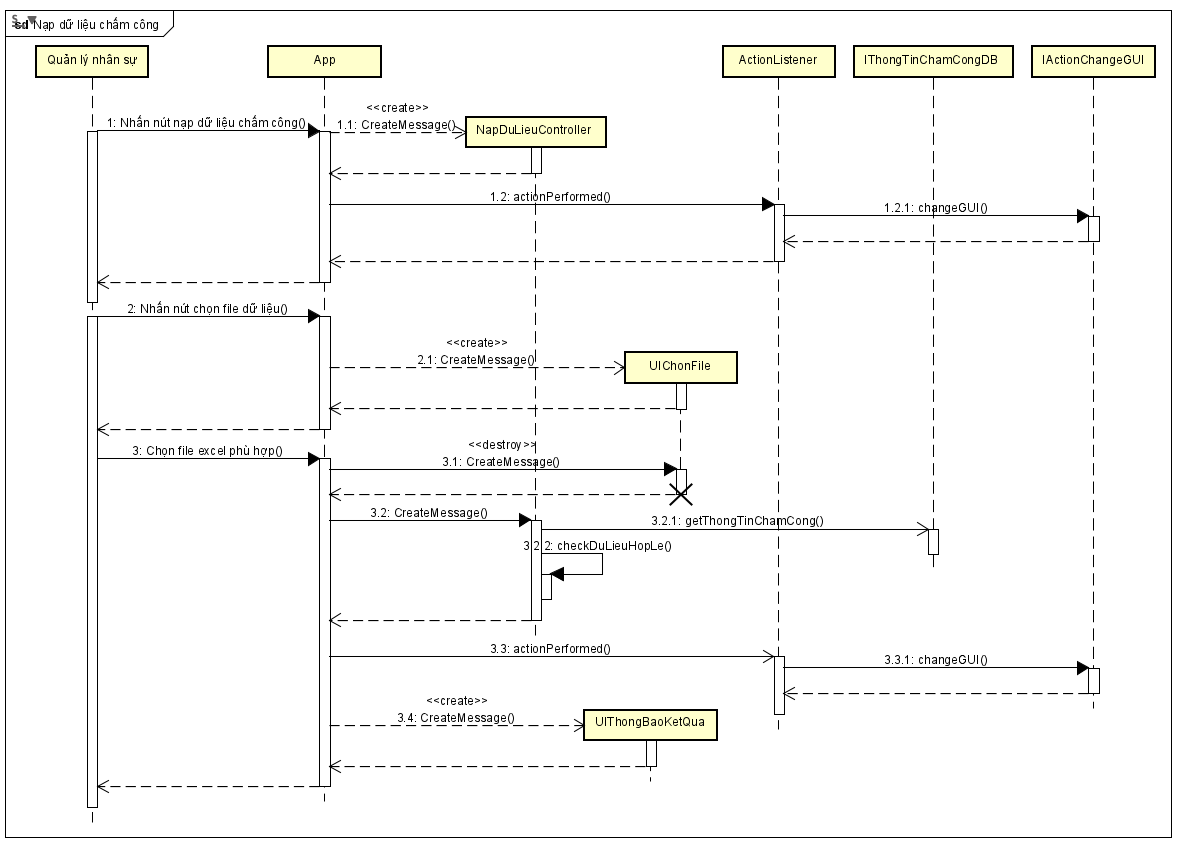 sd Nạp dữ liệu chấm công
Quản lý nhân sự
App
ActionListener
IThongTinChamCongDB
IActionChangeGUI
<<create>>
1: Nhấn nút nạp dữ liệu chấm công()
1.1: CreateMessage()
NapDuLieuController
1.2: actionPerformed()
1.2.1: changeGUI()
2: Nhấn nút chọn file dữ liệu()
<<create>>
2.1: CreateMessage()
UIChonFile
<<destroy>>
3: Chọn file excel phù hợp()
3.1: CreateMessage()
3.2: CreateMessage()
3.2.1: getThongTinChamCong()
3.2.2: checkDuLieuHopLe()
3.3: actionPerformed()
3.3.1: changeGUI()
<<create>>
3.4: CreateMessage()
UIThongBaoKetQua